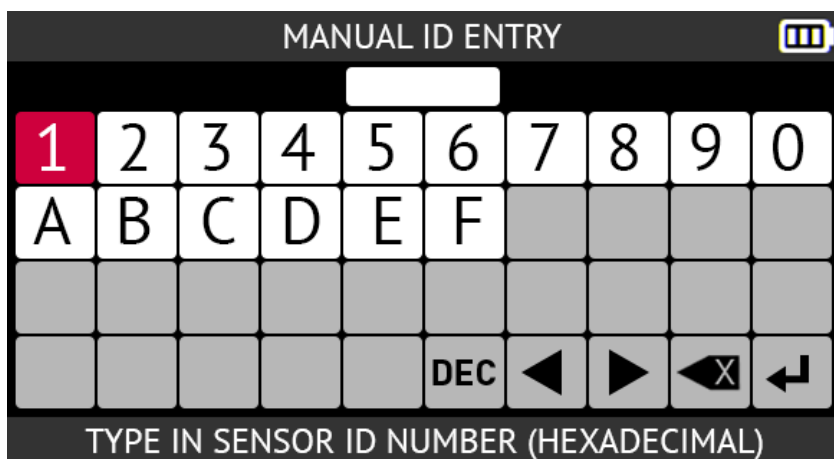 MANUAL ID ENTRY
1 2 3 4 5 6 7 8 9 0
A B C D E F
DEC X
TYPE IN SENSOR ID NUMBER (HEXADECIMAL)